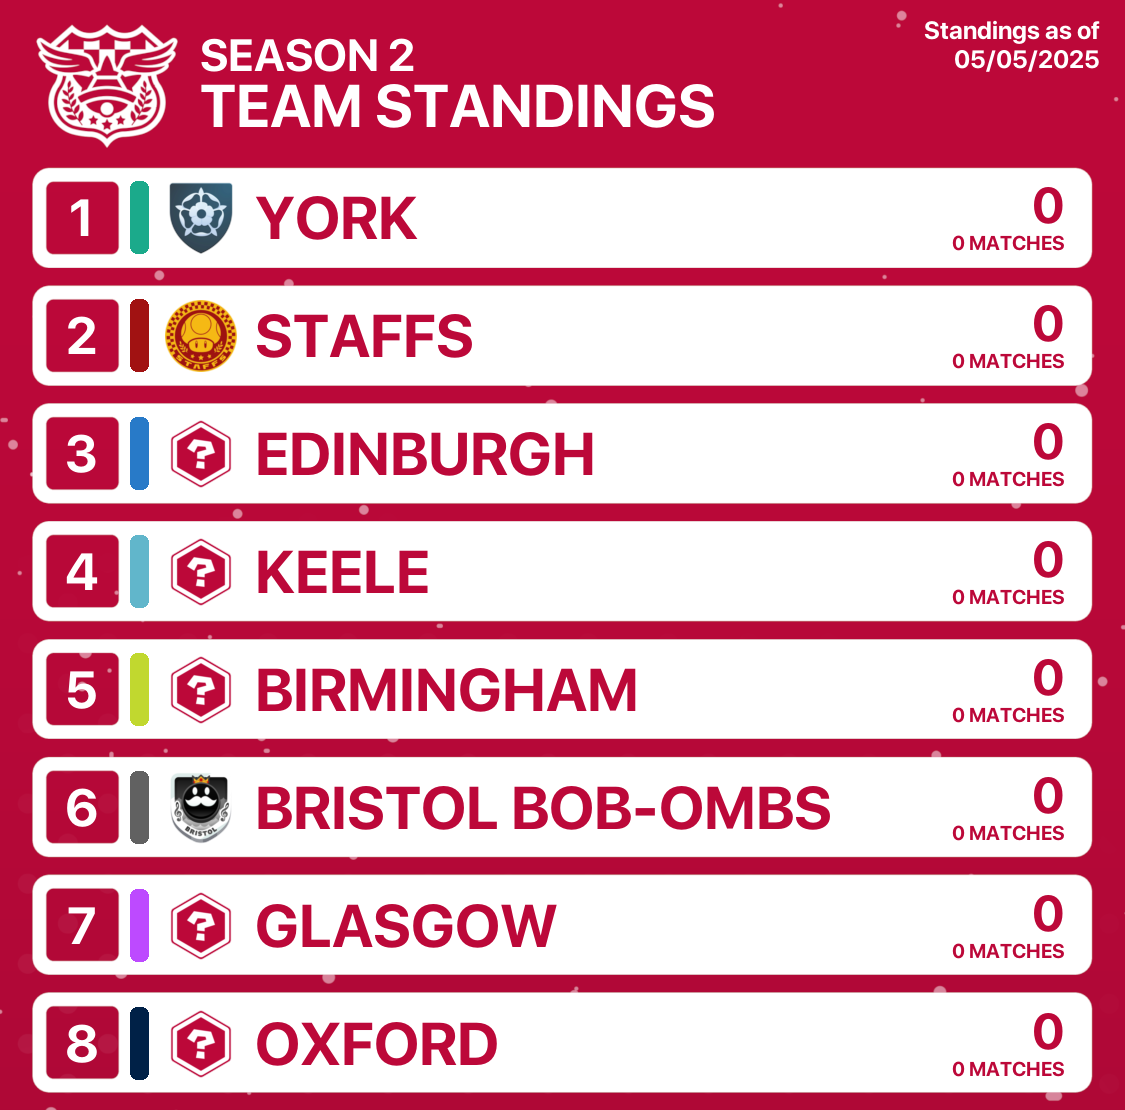 SEASON 2
TEAM STANDINGS
Standings as of
05/05/2025
1 YORK 0
0 MATCHES
2 STAFFS 0
0 MATCHES
STAFFS
3 ? EDINBURGH 0
0 MATCHES
4 ? KEELE 0
0 MATCHES
5 ? BIRMINGHAM 0
0 MATCHES
6 BRISTOL BOB-OMBS 0
0 MATCHES
BRISTOL
7 ? GLASGOW 0
0 MATCHES
8 ? OXFORD 0
0 MATCHES